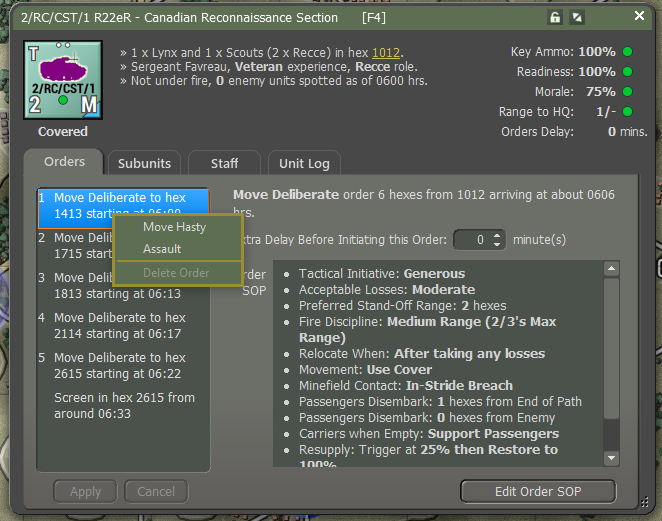 2/RC/CST/1 R22eR - Canadian Reconnaissance Section [F4]
T
2/RC/CST/1
2 M
Covered
» 1 x Lynx and 1 x Scouts (2 x Recce) in hex 1012.
» Sergeant Favreau, Veteran experience, Recce role.
» Not under fire, 0 enemy units spotted as of 0600 hrs.
Key Ammo: 100%
Readiness: 100%
Morale: 75%
Range to HQ: 1/-
Orders Delay: 0 mins.
Orders Subunits Staff Unit Log
1 Move Deliberate to hex
1413 starting at 06:00
2 Move Deli
1715 starting
3 Move Deli
1813 starting at 06:13
4 Move Deliberate to hex
2114 starting at 06:17
5 Move Deliberate to hex
2615 starting at 06:22
Screen in hex 2615 from
around 06:33
Move Hasty
Assault
Delete Order
Move Deliberate order 6 hexes from 1012 arriving at about 0606
hrs.
xtra Delay Before Initiating this Order: 0 minute(s)
rder
SOP
• Tactical Initiative: Generous
• Acceptable Losses: Moderate
• Preferred Stand-Off Range: 2 hexes
• Fire Discipline: Medium Range (2/3's Max
Range)
• Relocate When: After taking any losses
• Movement: Use Cover
• Minefield Contact: In-Stride Breach
• Passengers Disembark: 1 hexes from End of Path
• Passengers Disembark: 0 hexes from Enemy
• Carriers when Empty: Support Passengers
• Resupply: Trigger at 25% then Restore to
100%
Apply Cancel Edit Order SOP